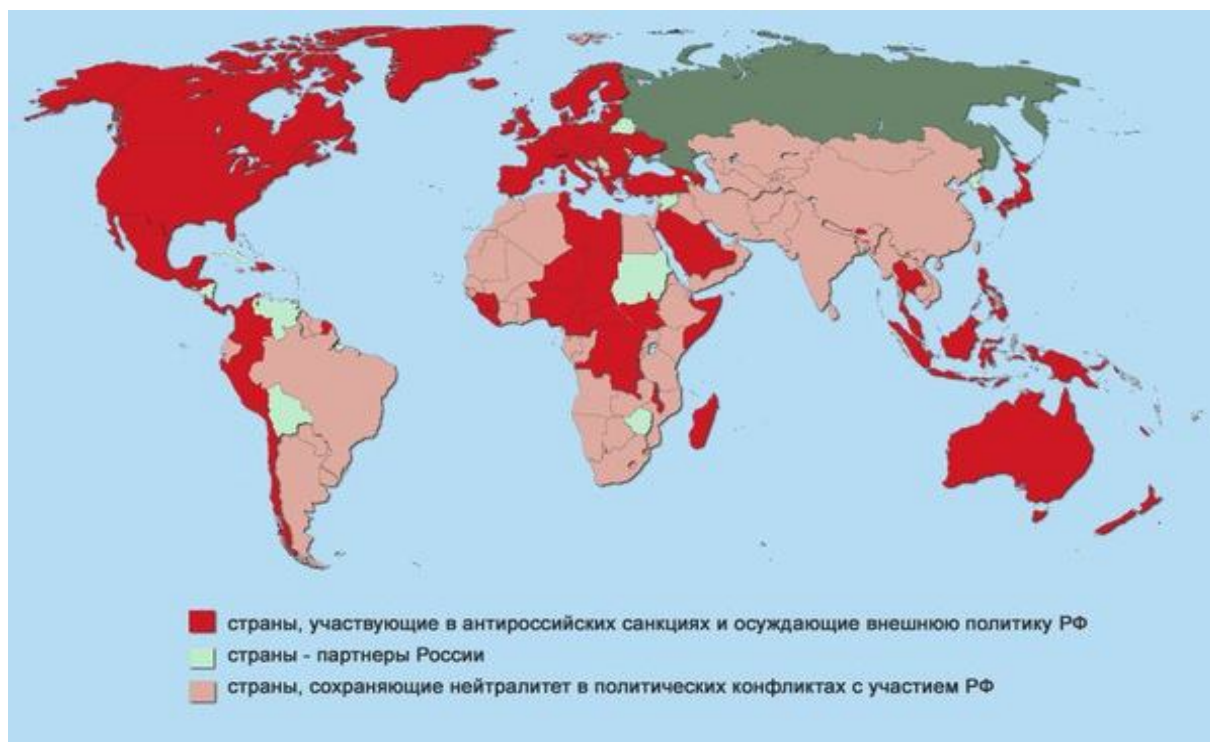 страны, участвующие в антироссийских санкциях и осуждающие внешнюю политику РФ
страны - партнеры России
страны, сохраняющие нейтралитет в политических конфликтах с участием РФ